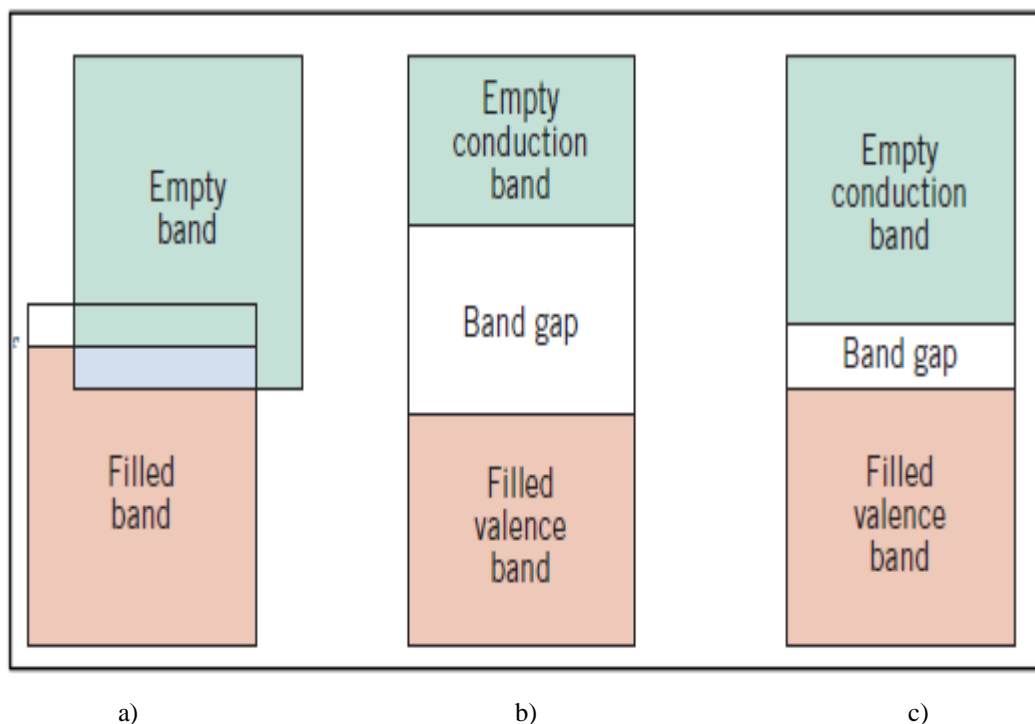 Empty
band
Filled
band
Empty
conduction
band
Band gap
Filled
valence
band
Empty
conduction
band
Band gap
Filled
valence
band
a)
b)
c)